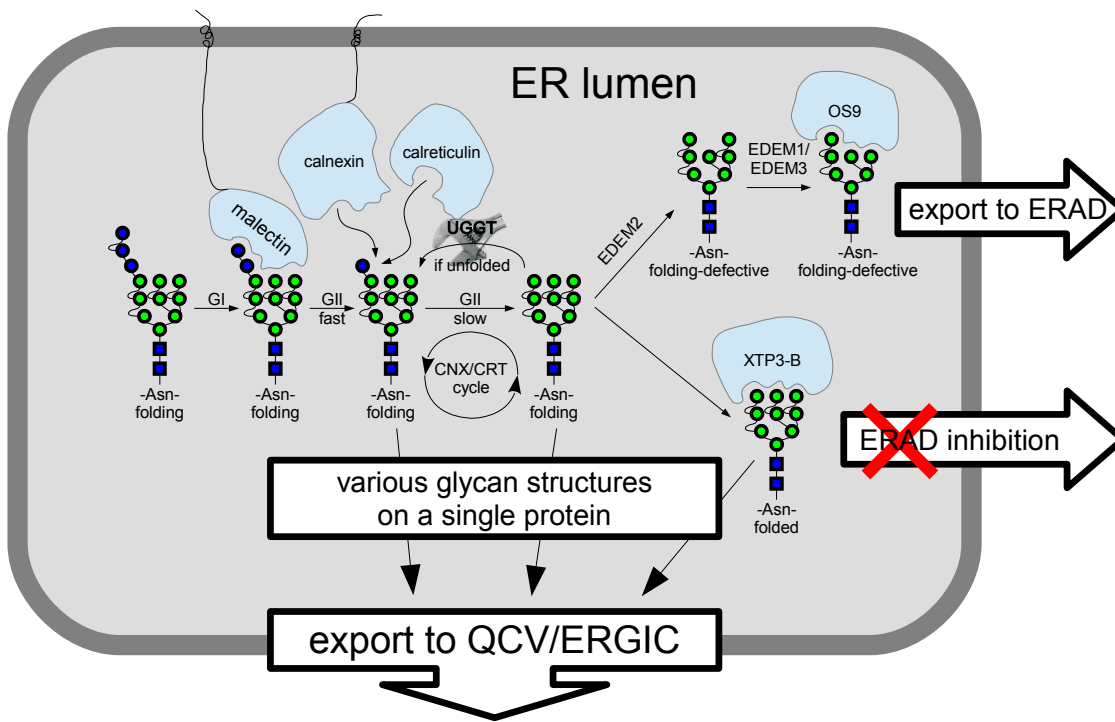 ER lumen
calnexin
calreticulin
malectin
UGGT
if unfolded
GI
GII
fast
GII
slow
CNX/CRT
cycle
-Asn-
folding
-Asn-
folding
-Asn-
folding
-Asn-
folding
EDEM2
-Asn-
folding-defective
EDEM1/
EDEM3
OS9
-Asn-
folding-defective
export to ERAD
XTP3-B
-Asn-
folded
ERAD inhibition
various glycan structures
on a single protein
export to QCV/ERGIC